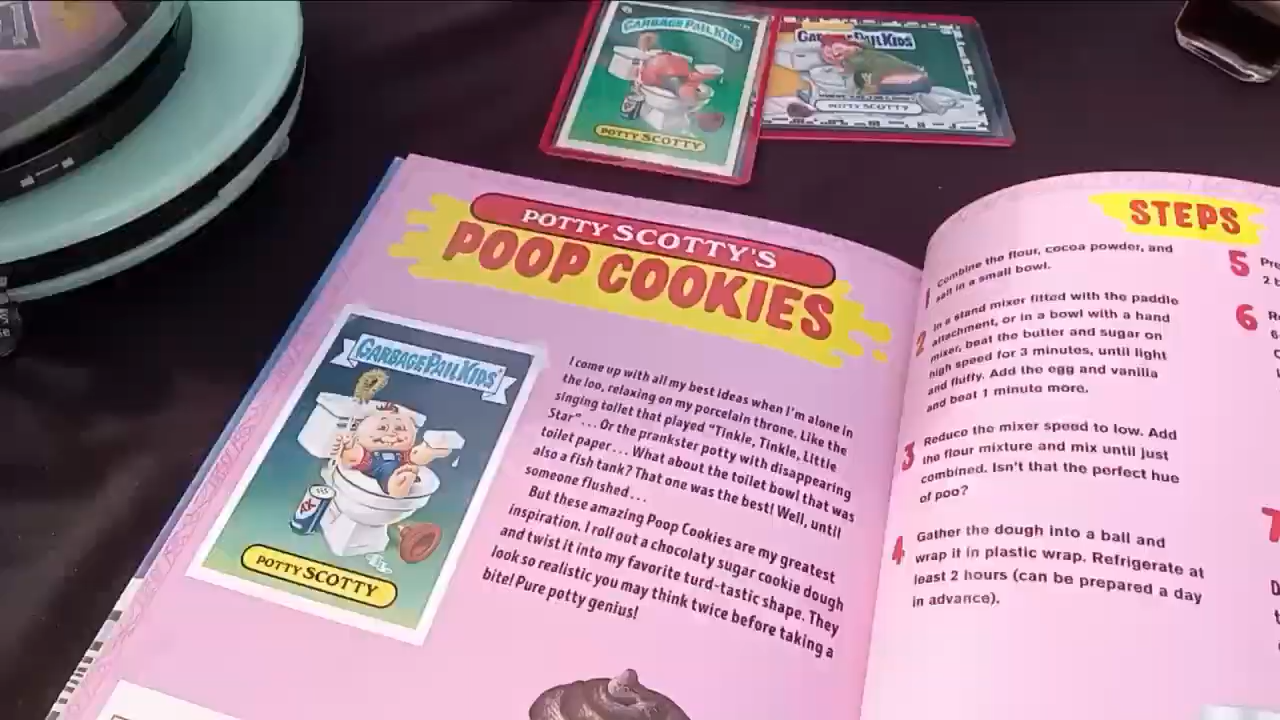 GARBAGE PAIL KIDS
POTTY SCOTTY
GARBAGE PAIL KIDS
POTTY SCOTTY
POTTY SCOTTY'S
POOP COOKIES
GARBAGE PAIL KIDS
4X
POTTY SCOTTY
I come up with all my best ideas when I'm alone in
the loo, relaxing on my porcelain throne. Like the
singing toilet that played "Tinkle, Tinkle, Little
Star"... Or the prankster potty with disappearing
toilet paper... What about the toilet bowl that was
also a fish tank? That one was the best! Well, until
someone flushed...
But these amazing Poop Cookies are my greatest
inspiration. I roll out a chocolaty sugar cookie dough
and twist it into my favorite turd-tastic shape. They
look so realistic you may think twice before taking a
bite! Pure potty genius!
STEPS
1 Combine the flour, cocoa powder, and
salt in a small bowl.
2 In a stand mixer fitted with the paddle
attachment, or in a bowl with a hand
mixer, beat the butter and sugar on
high speed for 3 minutes, until light
and fluffy. Add the egg and vanilla
and beat 1 minute more.
3 Reduce the mixer speed to low. Add
the flour mixture and mix until just
combined. Isn't that the perfect hue
of poo?
4 Gather the dough into a ball and
wrap it in plastic wrap. Refrigerate at
least 2 hours (can be prepared a day
in advance).
5 Pre
2 t
6